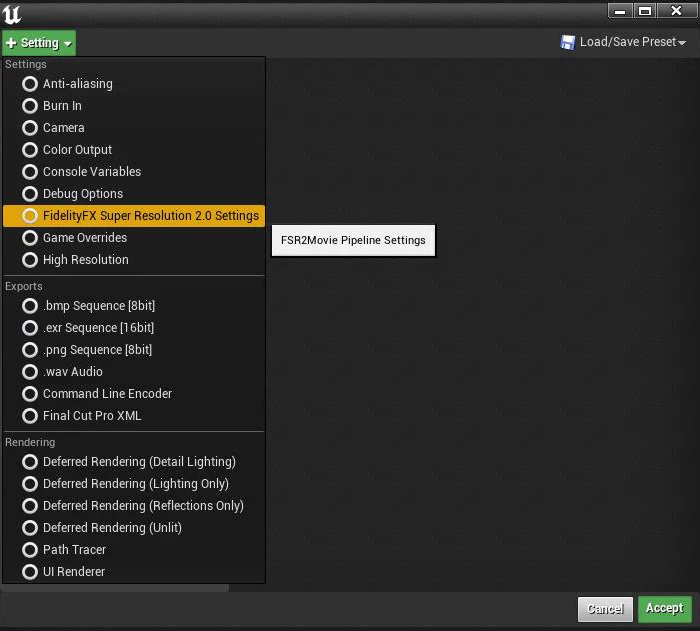 + Setting
Load/Save Preset
Settings
Anti-aliasing
Burn In
Camera
Color Output
Console Variables
Debug Options
FidelityFX Super Resolution 2.0 Settings
Game Overrides
FSR2Movie Pipeline Settings
High Resolution
Exports
.bmp Sequence [8bit]
.exr Sequence [16bit]
.png Sequence [8bit]
.wav Audio
Command Line Encoder
Final Cut Pro XML
Rendering
Deferred Rendering (Detail Lighting)
Deferred Rendering (Lighting Only)
Deferred Rendering (Reflections Only)
Deferred Rendering (Unlit)
Path Tracer
UI Renderer
Cancel
Accept